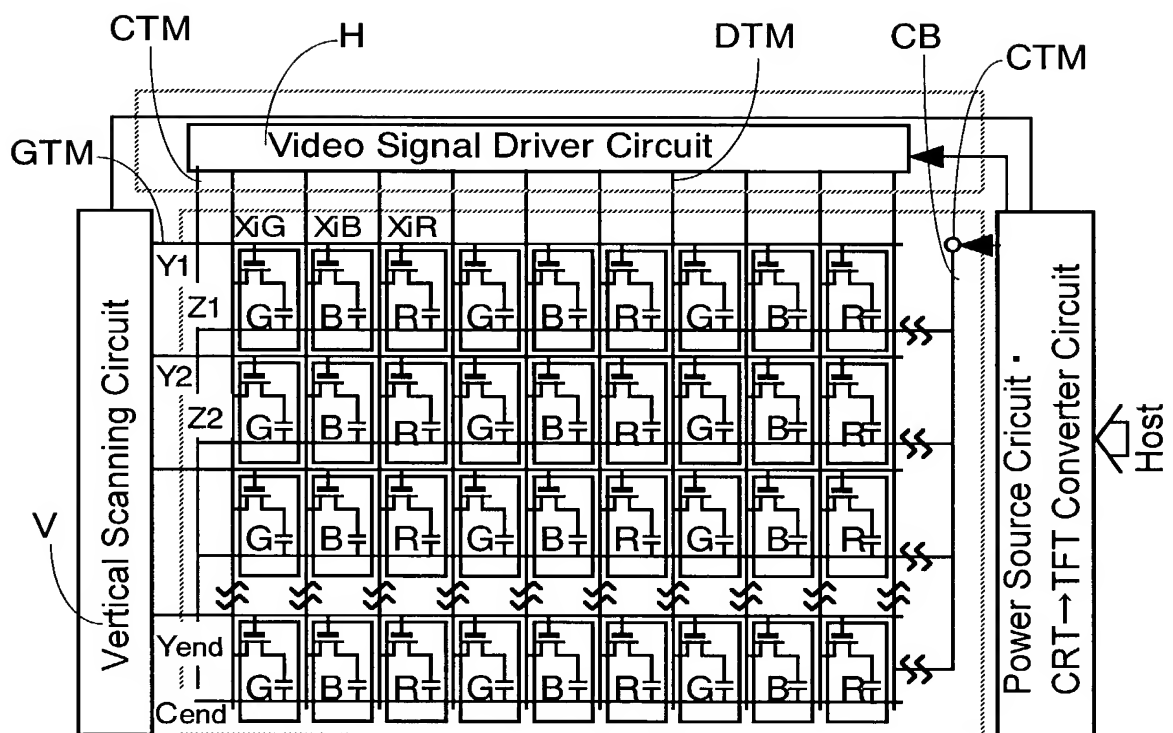 CTM H DTM CB CTM
GTM
Video Signal Driver Circuit
XiG XiB XiR
Y1
Z1
G B R G B R G B R
Y2
Z2
G B R G B R G B R
G B R G B R G B R
V
Yend
G B R G B R G B R
Cend
Vertical Scanning Circuit
Power Source Cricuit ·
CRT→TFT Converter Circuit
Host